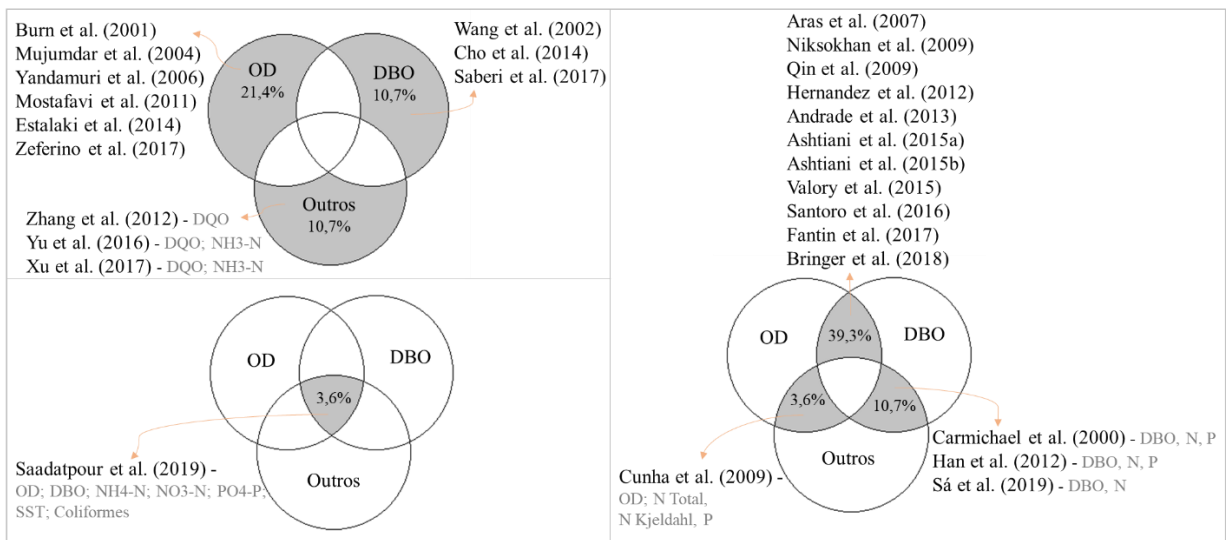 Burn et al. (2001)
Mujumdar et al. (2004)
Yandamuri et al. (2006)
Mostafavi et al. (2011)
Estalaki et al. (2014)
Zeferino et al. (2017)
OD
21,4%
DBO
10,7%
Wang et al. (2002)
Cho et al. (2014)
Saberi et al. (2017)
Outros
10,7%
Zhang et al. (2012) - DQO
Yu et al. (2016) - DQO; NH3-N
Xu et al. (2017) - DQO; NH3-N
OD
DBO
3,6%
Outros
Saadatpour et al. (2019) -
OD; DBO; NH4-N; NO3-N; PO4-P;
SST; Coliformes
Aras et al. (2007)
Niksokhan et al. (2009)
Qin et al. (2009)
Hernandez et al. (2012)
Andrade et al. (2013)
Ashtiani et al. (2015a)
Ashtiani et al. (2015b)
Valory et al. (2015)
Santoro et al. (2016)
Fantin et al. (2017)
Bringer et al. (2018)
OD
39,3%
DBO
3,6%
10,7%
Outros
Carmichael et al. (2000) - DBO, N, P
Han et al. (2012) - DBO, N, P
Sá et al. (2019) - DBO, N
Cunha et al. (2009) -
OD; N Total,
N Kjeldahl, P